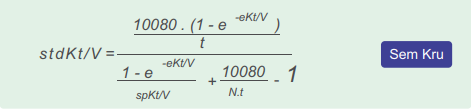 10080 . (1 - e -eKt/V )
t
stdKt/V =
1 - e -eKt/V + 10080 - 1
spKt/V N.t
Sem Kru